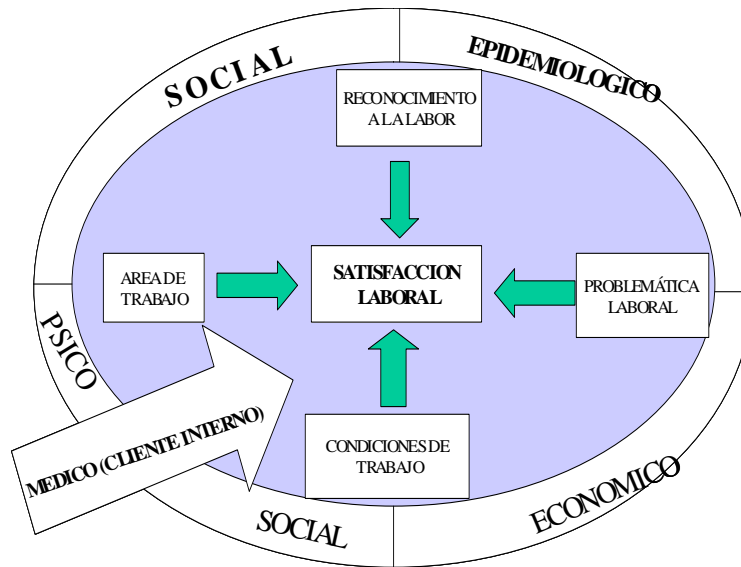 SOCIAL
EPIDEMIOLOGICO
RECONOCIMIENTO
A LA LABOR
AREA DE
TRABAJO
SATISFACCION
LABORAL
PROBLEMÁTICA
LABORAL
PSICO
MEDICO (CLIENTE INTERNO)
CONDICIONES DE
TRABAJO
SOCIAL
ECONOMICO